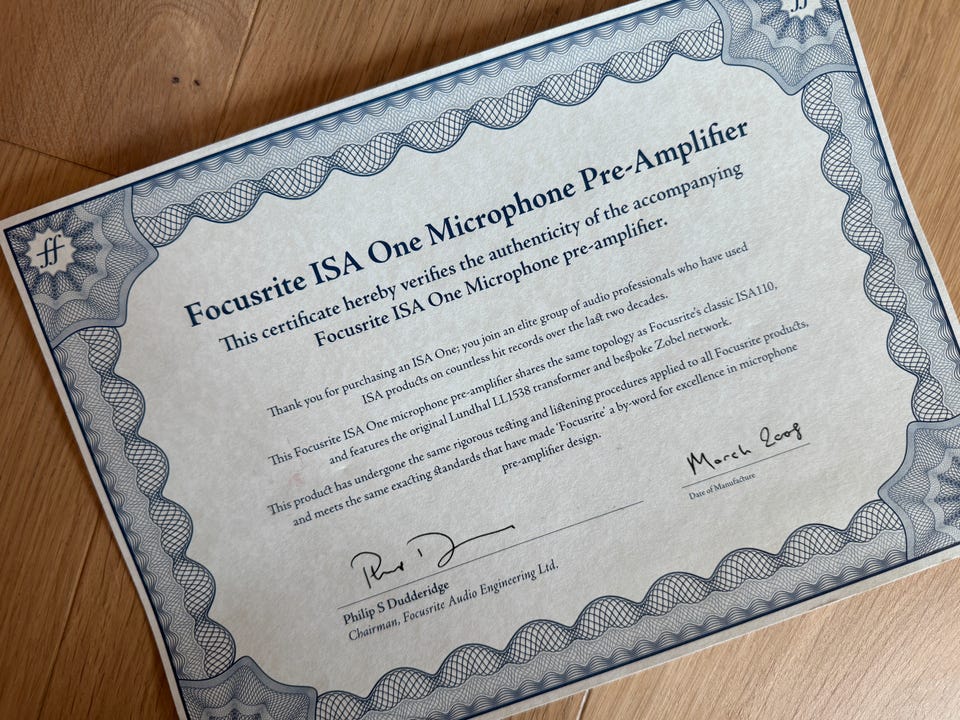 ff
ff
Focusrite ISA One Microphone Pre-Amplifier
This certificate hereby verifies the authenticity of the accompanying
Focusrite ISA One Microphone pre-amplifier.
Thank you for purchasing an ISA One; you join an elite group of audio professionals who have used
ISA products on countless hit records over the last two decades.
This Focusrite ISA One microphone pre-amplifier shares the same topology as Focusrite's classic ISA110,
and features the original Lundhal LL1538 transformer and bespoke Zobel network.
This product has undergone the same rigorous testing and listening procedures applied to all Focusrite products,
and meets the same exacting standards that have made 'Focusrite' a by-word for excellence in microphone
pre-amplifier design.
March 2008
Date of Manufacture
Philip S Dudderidge
Chairman, Focusrite Audio Engineering Ltd.